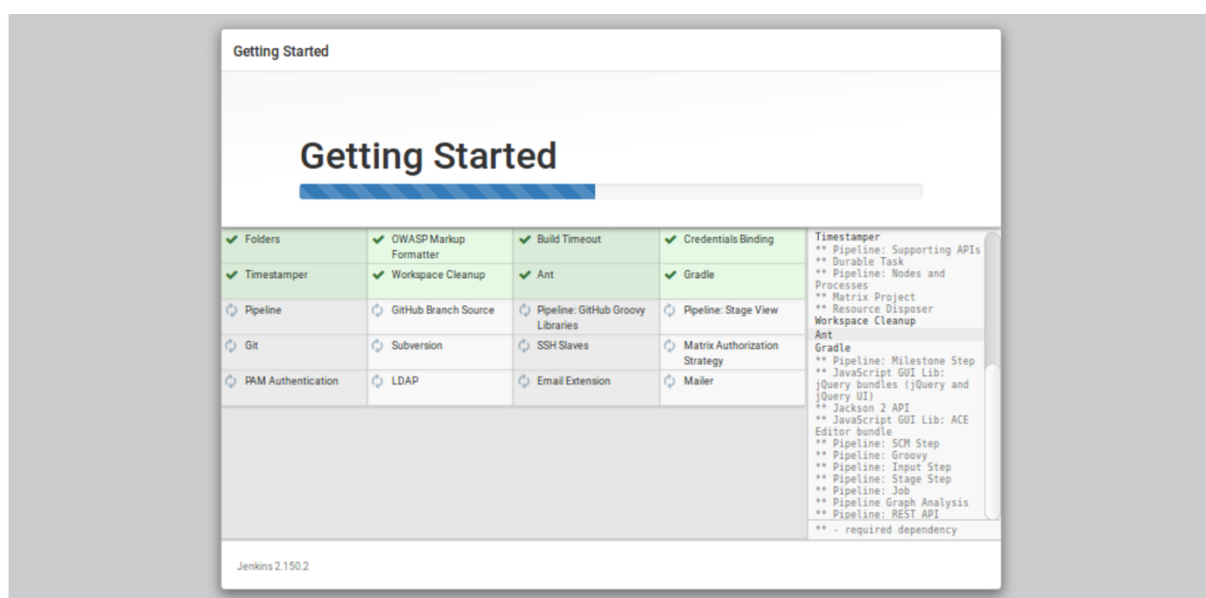 Getting Started
Getting Started
Folders
OWASP Markup
Formatter
Build Timeout
Credentials Binding
Timestamper
Workspace Cleanup
Ant
Gradle
Pipeline
GitHub Branch Source
Pipeline: GitHub Groovy
Libraries
Pipeline: Stage View
Git
Subversion
SSH Slaves
Matrix Authorization
Strategy
PAM Authentication
LDAP
Email Extension
Mailer
Timestamper
** Pipeline: Supporting APIs
** Durable Task
** Pipeline: Nodes and
Processes
** Matrix Project
** Resource Disposer
Workspace Cleanup
Ant
Gradle
** Pipeline: Milestone Step
** JavaScript GUI Lib:
jQuery bundles (jQuery and
jQuery UI)
** Jackson 2 API
** JavaScript GUI Lib: ACE
Editor bundle
** Pipeline: SCM Step
** Pipeline: Groovy
** Pipeline: Input Step
** Pipeline: Stage Step
** Pipeline: Job
** Pipeline Graph Analysis
** Pipeline: REST API
** - required dependency
Jenkins 2.150.2